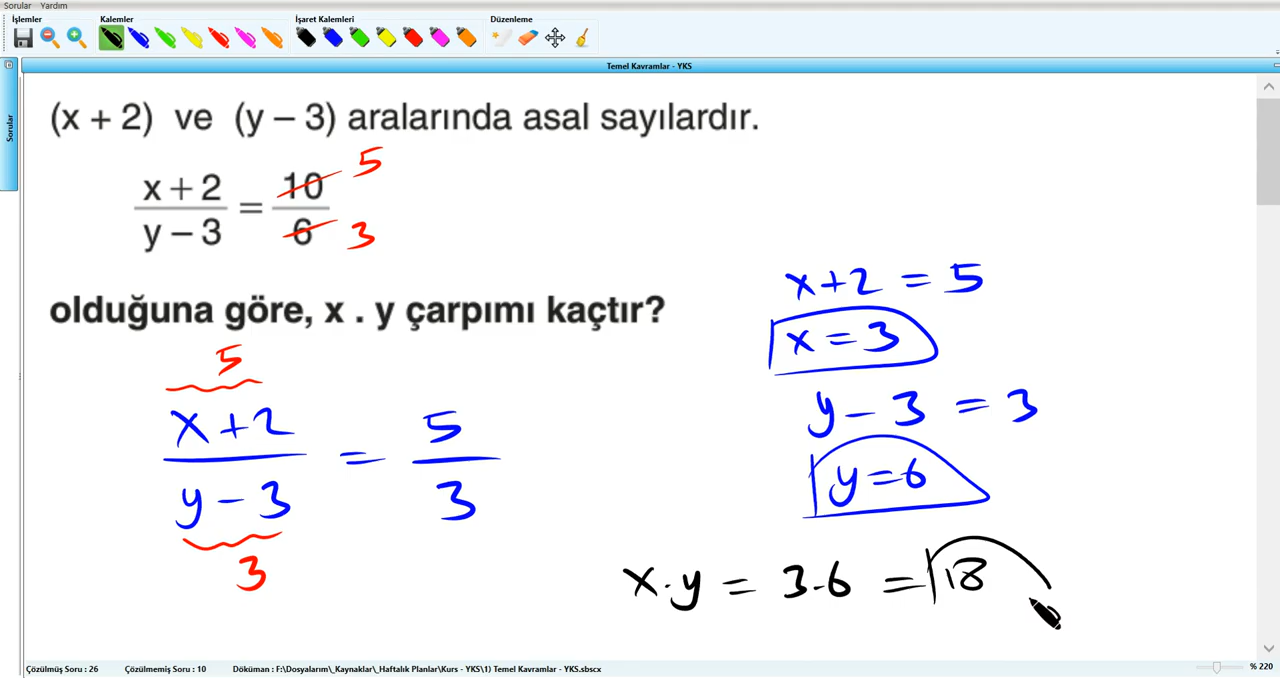 Sorular Yardım
İşlemler Kalemler İşaret Kalemleri Düzenleme
Temel Kavramlar - YKS
Sorular
(x + 2) ve (y – 3) aralarında asal sayılardır.
x + 2 / y – 3 = 10 / 6
5
3
olduğuna göre, x . y çarpımı kaçtır?
5
x + 2 / y – 3 = 5 / 3
3
x + 2 = 5
x = 3
y – 3 = 3
y = 6
x . y = 3 . 6 = 18
Çözülmüş Soru : 26 Çözülmemiş Soru : 10 Döküman : F:\Dosyalarım\_Kaynaklar\_Haftalık Planlar\Kurs - YKS\1) Temel Kavramlar - YKS.sbscx % 220